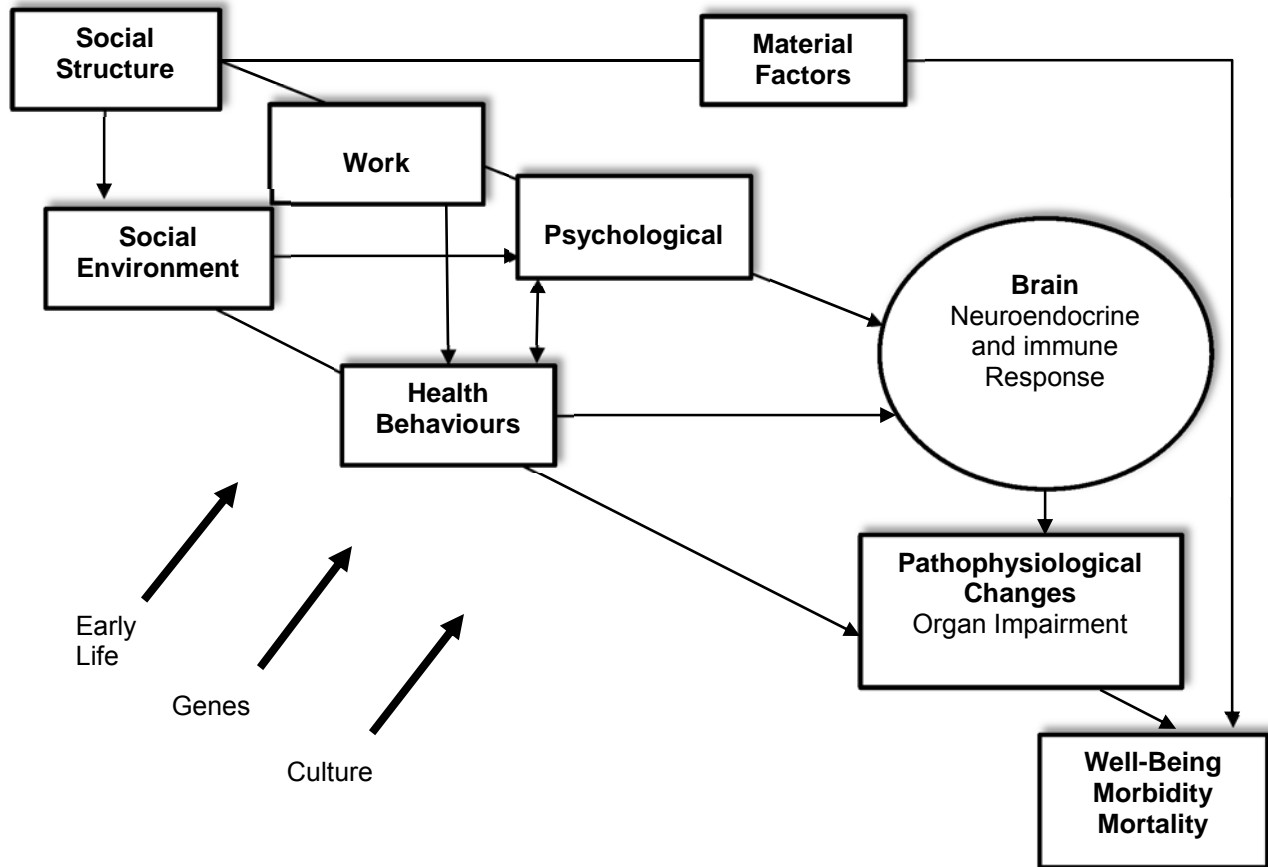 Social
Structure
Material
Factors
Work
Social
Environment
Psychological
Brain
Neuroendocrine
and immune
Response
Health
Behaviours
Pathophysiological
Changes
Organ Impairment
Early
Life
Genes
Culture
Well-Being
Morbidity
Mortality